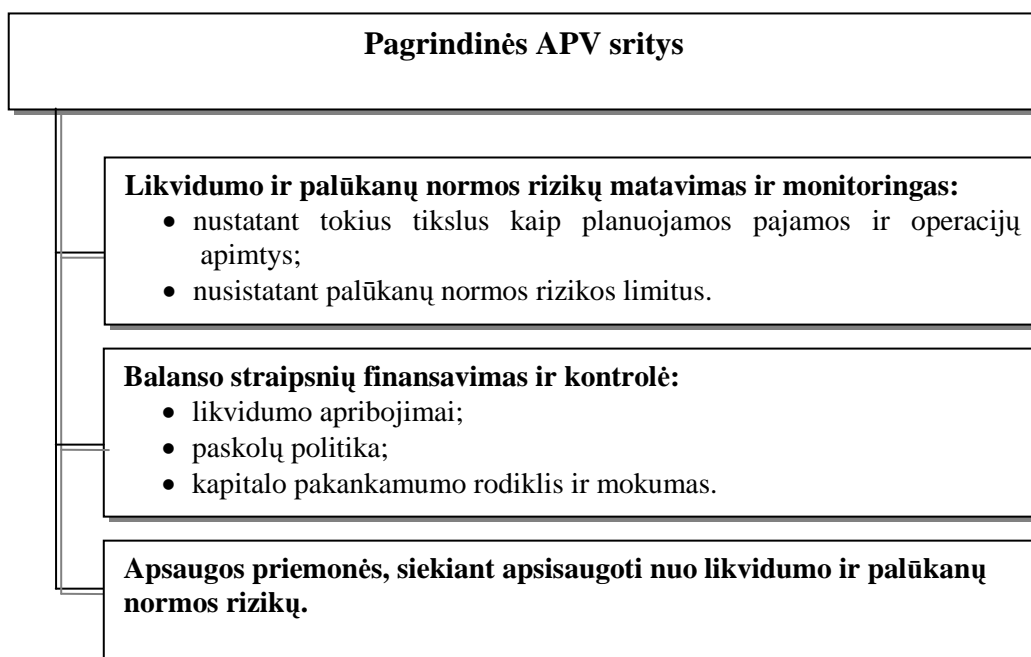 Pagrindinės APV sritys
Likvidumo ir palūkanų normos rizikų matavimas ir monitoringas:
• nustatant tokius tikslus kaip planuojamos pajamos ir operacijų
apimtys;
• nusistatant palūkanų normos rizikos limitus.
Balanso straipsnių finansavimas ir kontrolė:
• likvidumo apribojimai;
• paskolų politika;
• kapitalo pakankamumo rodiklis ir mokumas.
Apsaugos priemonės, siekiant apsisaugoti nuo likvidumo ir palūkanų
normos rizikų.